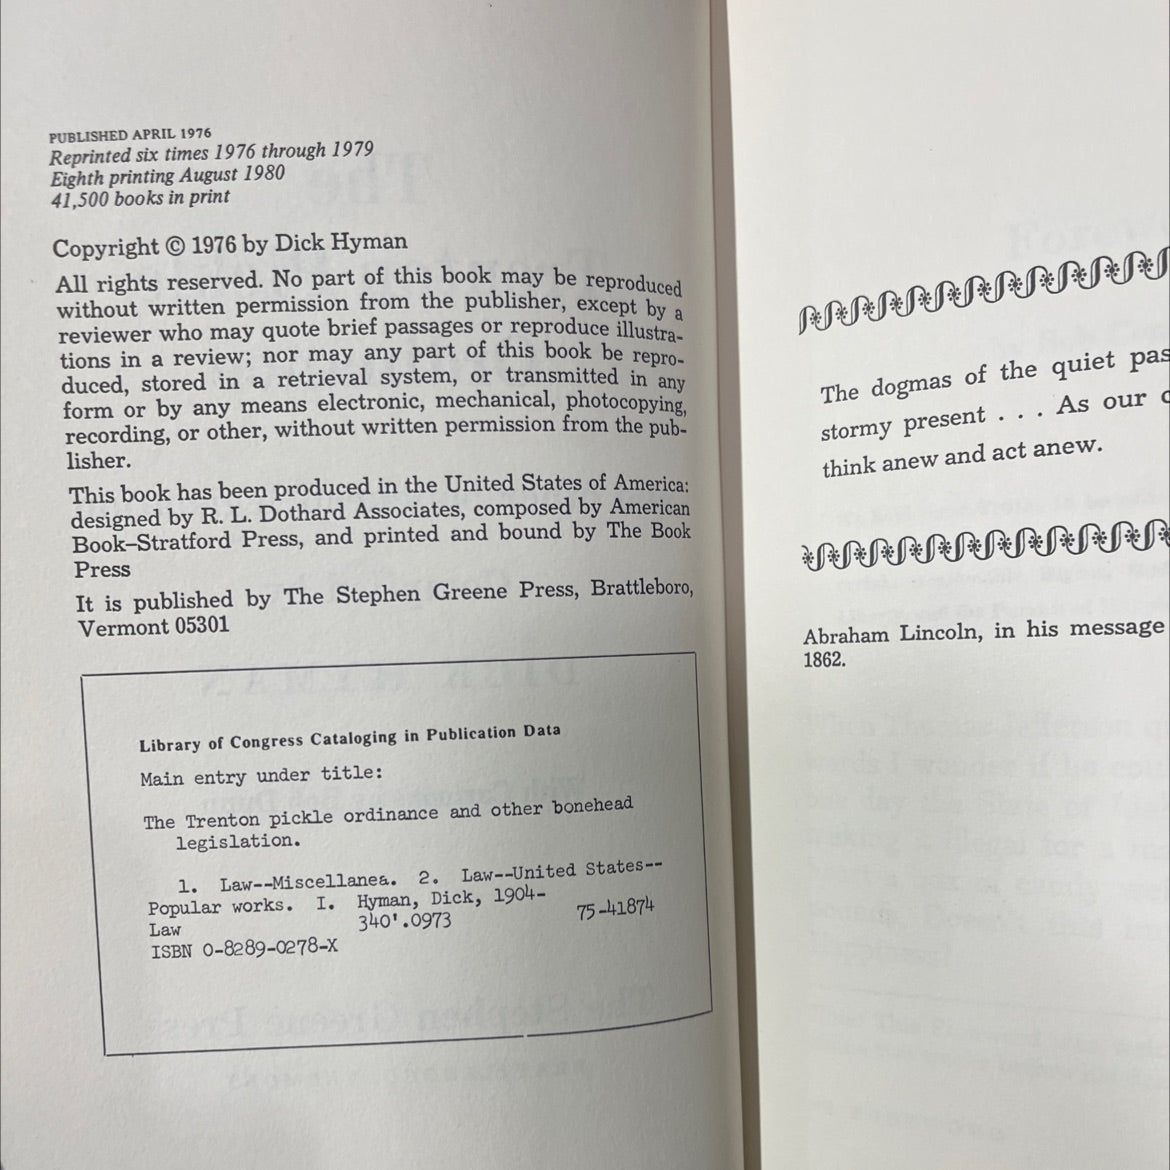 PUBLISHED APRIL 1976
Reprinted six times 1976 through 1979
Eighth printing August 1980
41,500 books in print
Copyright © 1976 by Dick Hyman
All rights reserved. No part of this book may be reproduced
without written permission from the publisher, except by a
reviewer who may quote brief passages or reproduce illustra-
tions in a review; nor may any part of this book be repro-
duced, stored in a retrieval system, or transmitted in any
form or by any means electronic, mechanical, photocopying,
recording, or other, without written permission from the pub-
lisher.
This book has been produced in the United States of America:
designed by R. L. Dothard Associates, composed by American
Book–Stratford Press, and printed and bound by The Book
Press
It is published by The Stephen Greene Press, Brattleboro,
Vermont 05301
Library of Congress Cataloging in Publication Data
Main entry under title:
The Trenton pickle ordinance and other bonehead
legislation.
1. Law--Miscellanea. 2. Law--United States--
Popular works. I. Hyman, Dick, 1904-
Law 340'.0973 75-41874
ISBN 0-8289-0278-X
The dogmas of the quiet pas
stormy present . . . As our c
think anew and act anew.
Abraham Lincoln, in his message
1862.